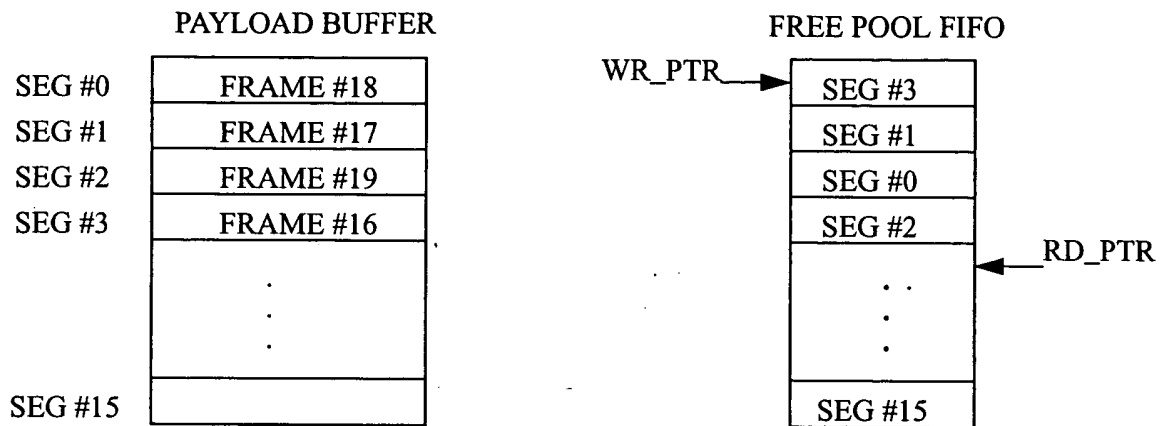 PAYLOAD BUFFER
SEG #0 FRAME #18
SEG #1 FRAME #17
SEG #2 FRAME #19
SEG #3 FRAME #16
SEG #15
FREE POOL FIFO
WR_PTR SEG #3
SEG #1
SEG #0
SEG #2
RD_PTR
SEG #15